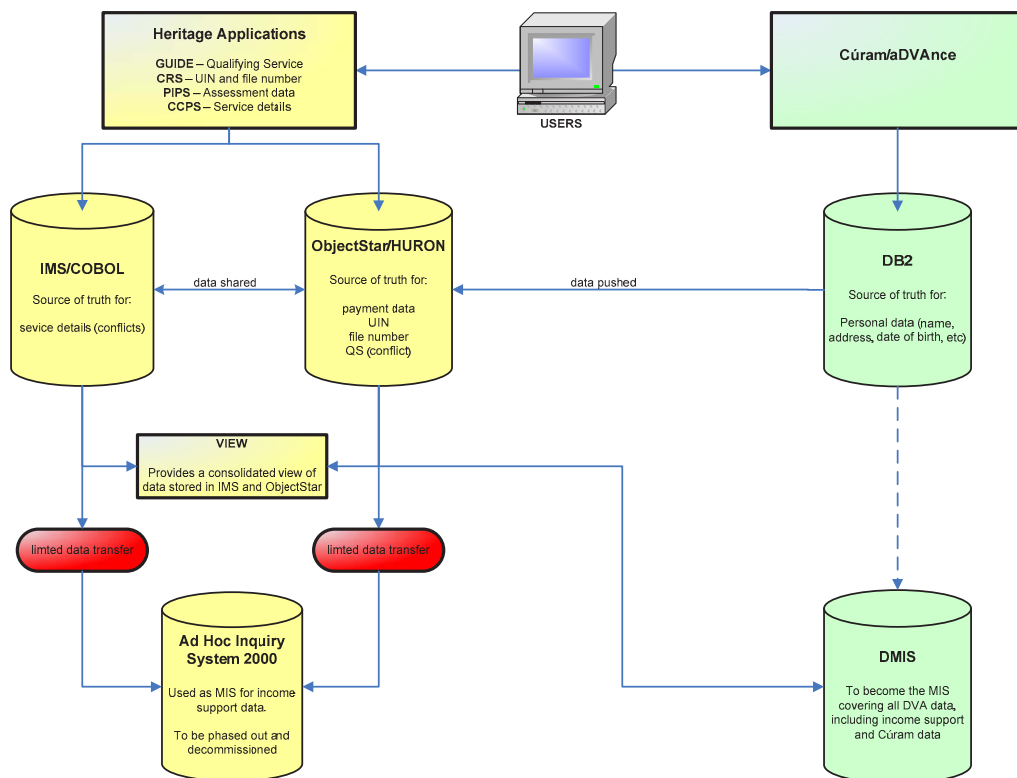 Heritage Applications
GUIDE – Qualifying Service
CRS – UIN and file number
PIPS – Assessment data
CCPS – Service details
USERS
Cúram/aDVAnce
IMS/COBOL
Source of truth for:
sevice details (conflicts)
data shared
ObjectStar/HURON
Source of truth for:
payment data
UIN
file number
QS (conflict)
data pushed
DB2
Source of truth for:
Personal data (name,
address, date of birth, etc)
VIEW
Provides a consolidated view of
data stored in IMS and ObjectStar
limted data transfer
limted data transfer
Ad Hoc Inquiry
System 2000
Used as MIS for income
support data.
To be phased out and
decommissioned
DMIS
To become the MIS
covering all DVA data,
including income support
and Cúram data